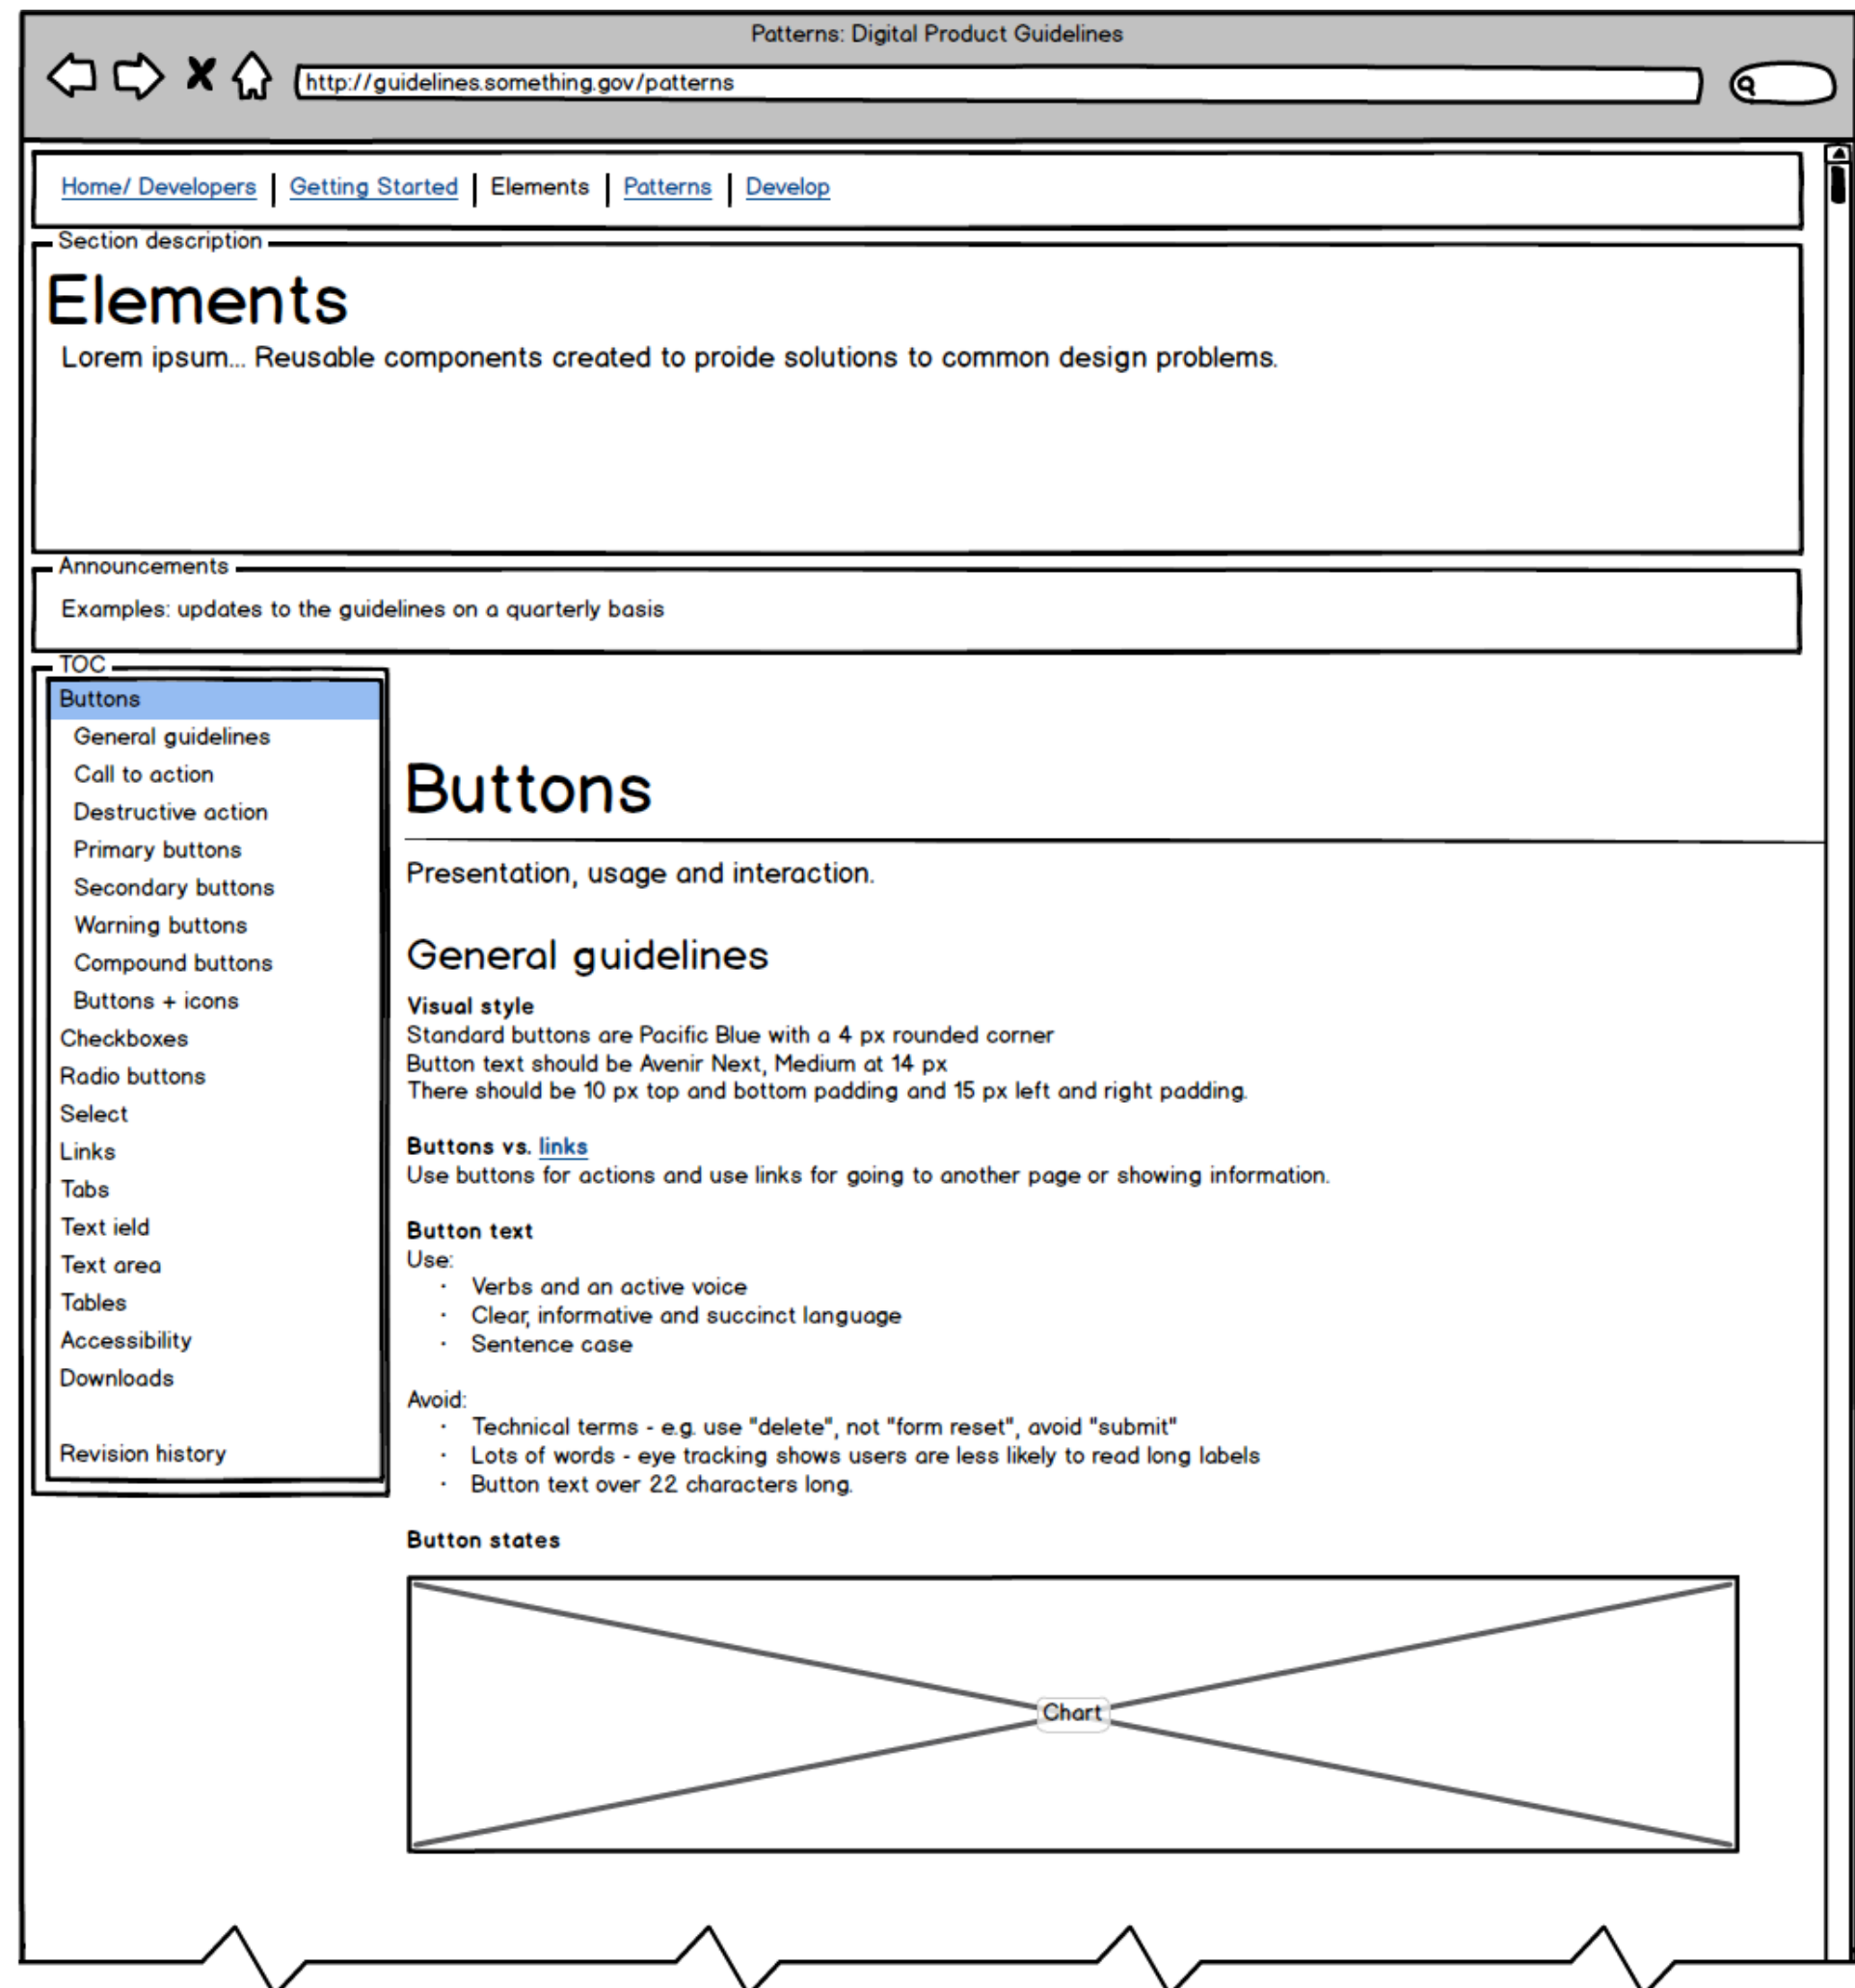 Patterns: Digital Product Guidelines
http://guidelines.something.gov/patterns
Home/ Developers | Getting Started | Elements | Patterns | Develop
Section description
Elements
Lorem ipsum... Reusable components created to proide solutions to common design problems.
Announcements
Examples: updates to the guidelines on a quarterly basis
TOC
Buttons
General guidelines
Call to action
Destructive action
Primary buttons
Secondary buttons
Warning buttons
Compound buttons
Buttons + icons
Checkboxes
Radio buttons
Select
Links
Tabs
Text ield
Text area
Tables
Accessibility
Downloads
Revision history
Buttons
Presentation, usage and interaction.
General guidelines
Visual style
Standard buttons are Pacific Blue with a 4 px rounded corner
Button text should be Avenir Next, Medium at 14 px
There should be 10 px top and bottom padding and 15 px left and right padding.
Buttons vs. links
Use buttons for actions and use links for going to another page or showing information.
Button text
Use:
· Verbs and an active voice
· Clear, informative and succinct language
· Sentence case
Avoid:
· Technical terms - e.g. use "delete", not "form reset", avoid "submit"
· Lots of words - eye tracking shows users are less likely to read long labels
· Button text over 22 characters long.
Button states
Chart